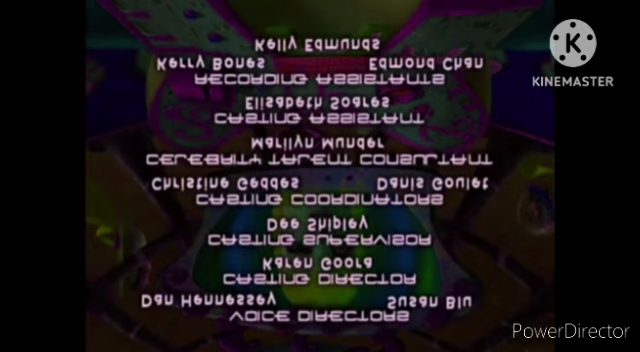 VOICE DIRECTORS
Dan Hennessey Susan Blu
CASTING DIRECTOR
Karen Goora
CASTING SUPERVISOR
Dee Shipley
CASTING COORDINATORS
Christine Geddes Danis Goulet
CELEBRITY TALENT CONSULTANT
Marilyn Munder
CASTING ASSISTANT
Elisabeth Soares
RECORDING ASSISTANTS
Kerry Bones Edmond Chan
Kelly Edmunds
K
KINEMASTER
PowerDirector